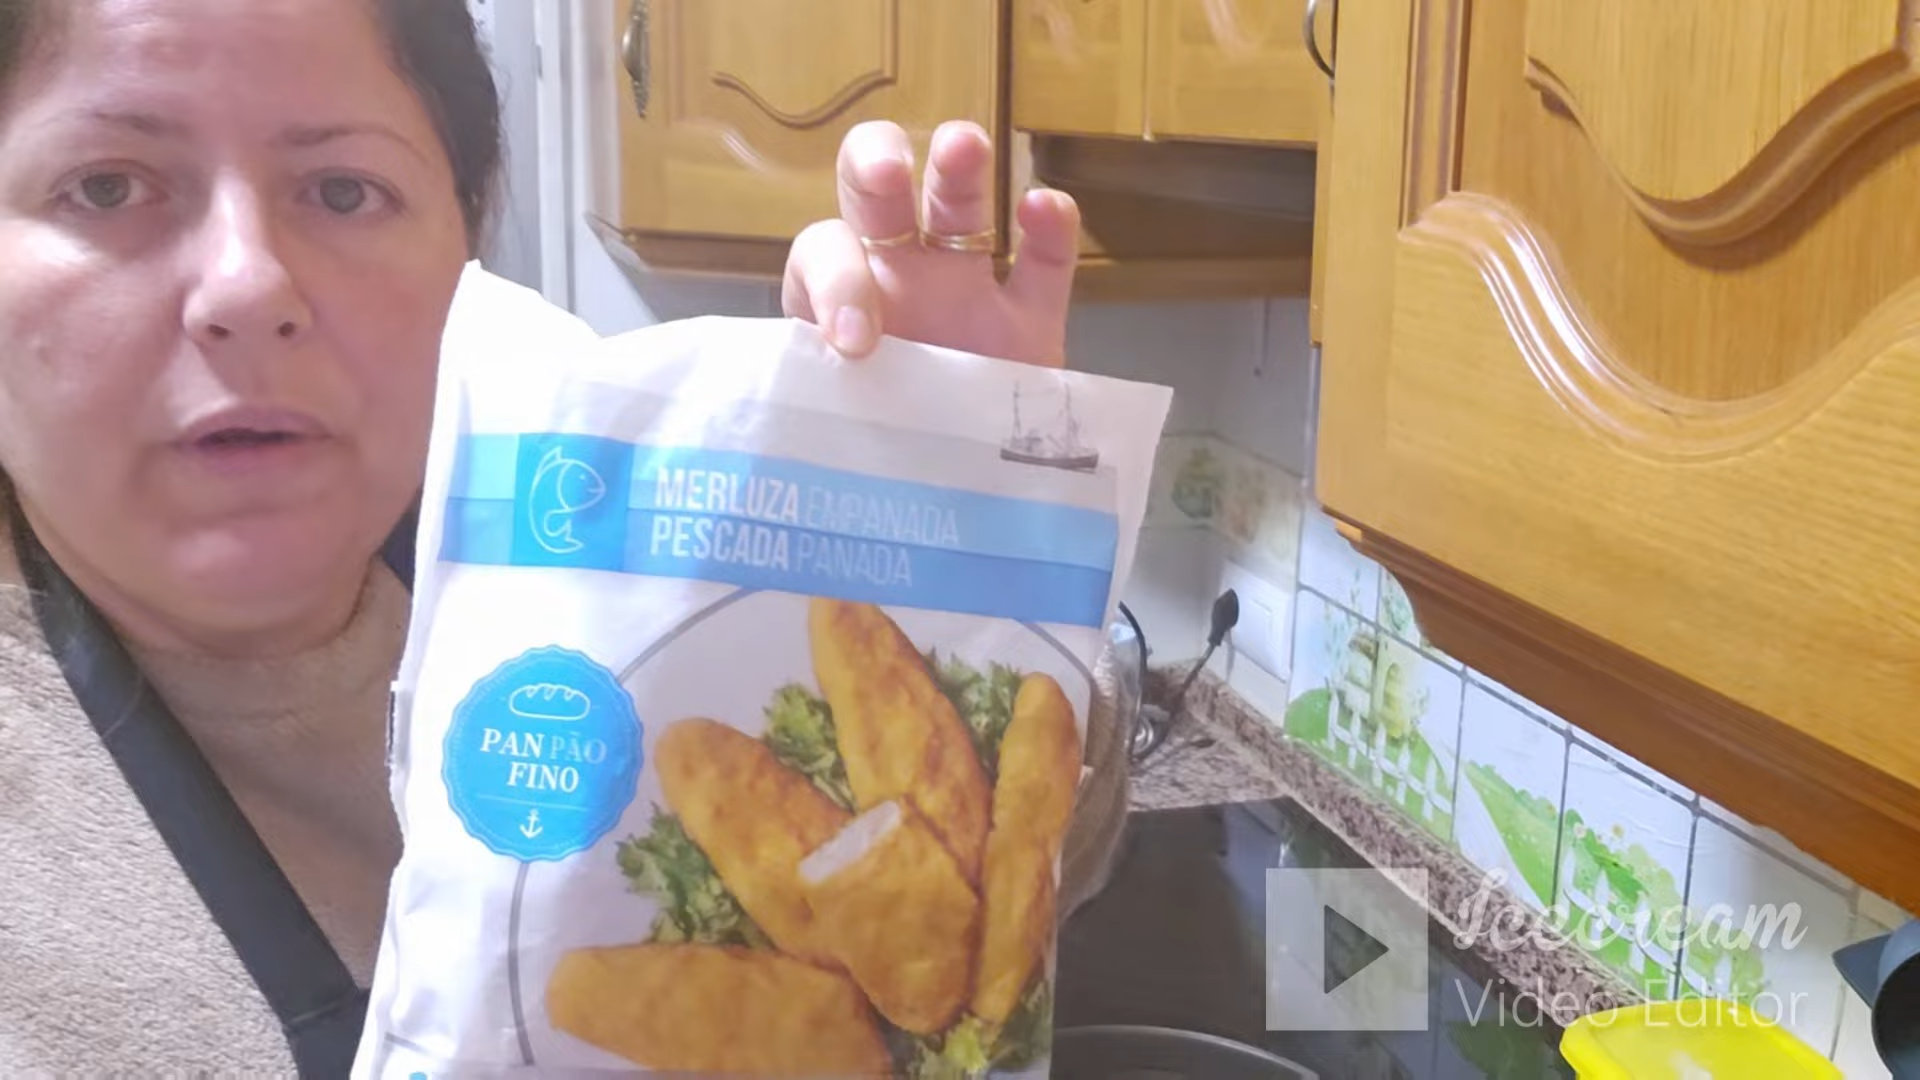 MERLUZA EMPANADA
PESCADA PANADA
PAN PÃO
FINO
Icecream
Video Editor